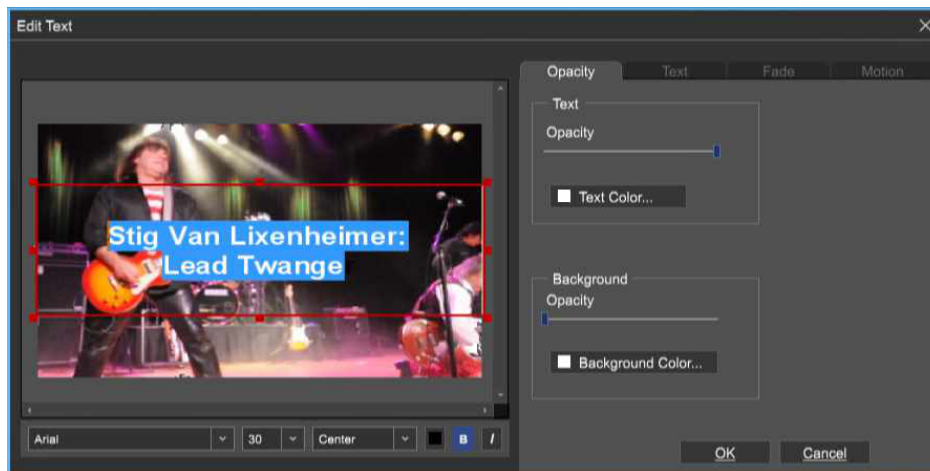 Edit Text
Opacity Text Fade Motion
Text
Opacity
Text Color...
Stig Van Lixenheimer:
Lead Twange
Background
Opacity
Background Color...
Arial 30 Center B I
OK Cancel